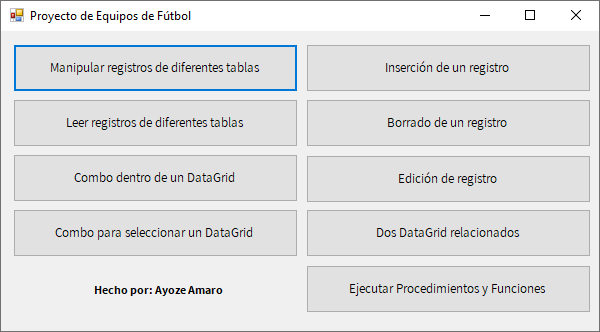 Proyecto de Equipos de Fútbol
Manipular registros de diferentes tablas
Inserción de un registro
Leer registros de diferentes tablas
Borrado de un registro
Combo dentro de un DataGrid
Edición de registro
Combo para seleccionar un DataGrid
Dos DataGrid relacionados
Hecho por: Ayoze Amaro
Ejecutar Procedimientos y Funciones